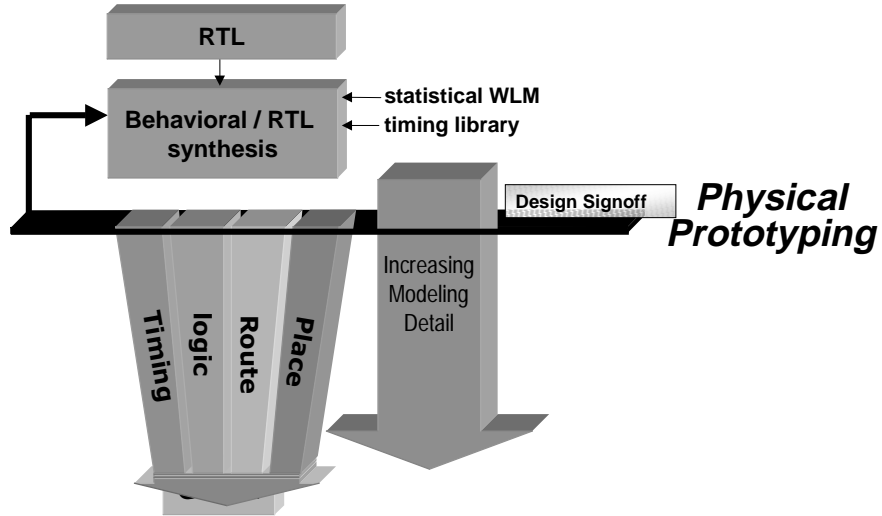 RTL
Behavioral / RTL
synthesis
statistical WLM
timing library
Design Signoff
Physical
Prototyping
Increasing
Modeling
Detail
Timing
logic
Route
Place